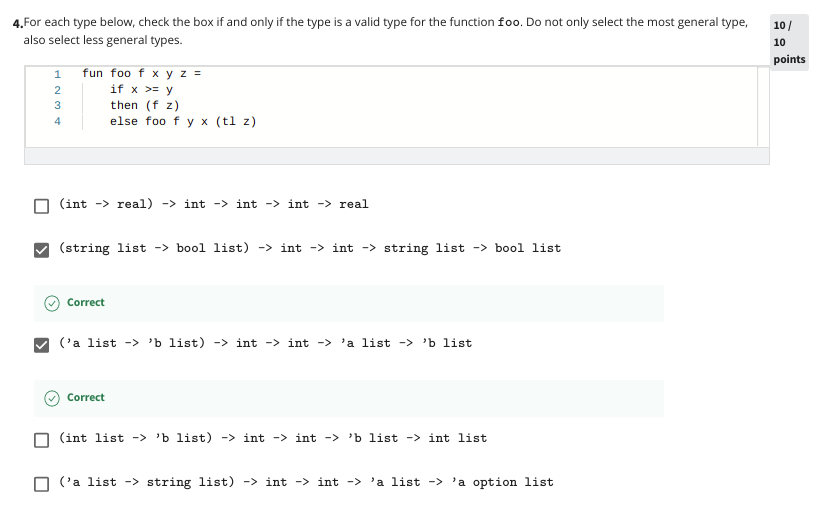 4. For each type below, check the box if and only if the type is a valid type for the function foo. Do not only select the most general type,
also select less general types.
10 /
10
points
1 fun foo f x y z =
2 if x >= y
3 then (f z)
4 else foo f y x (tl z)
(int -> real) -> int -> int -> int -> real
(string list -> bool list) -> int -> int -> string list -> bool list
Correct
('a list -> 'b list) -> int -> int -> 'a list -> 'b list
Correct
(int list -> 'b list) -> int -> int -> 'b list -> int list
('a list -> string list) -> int -> int -> 'a list -> 'a option list